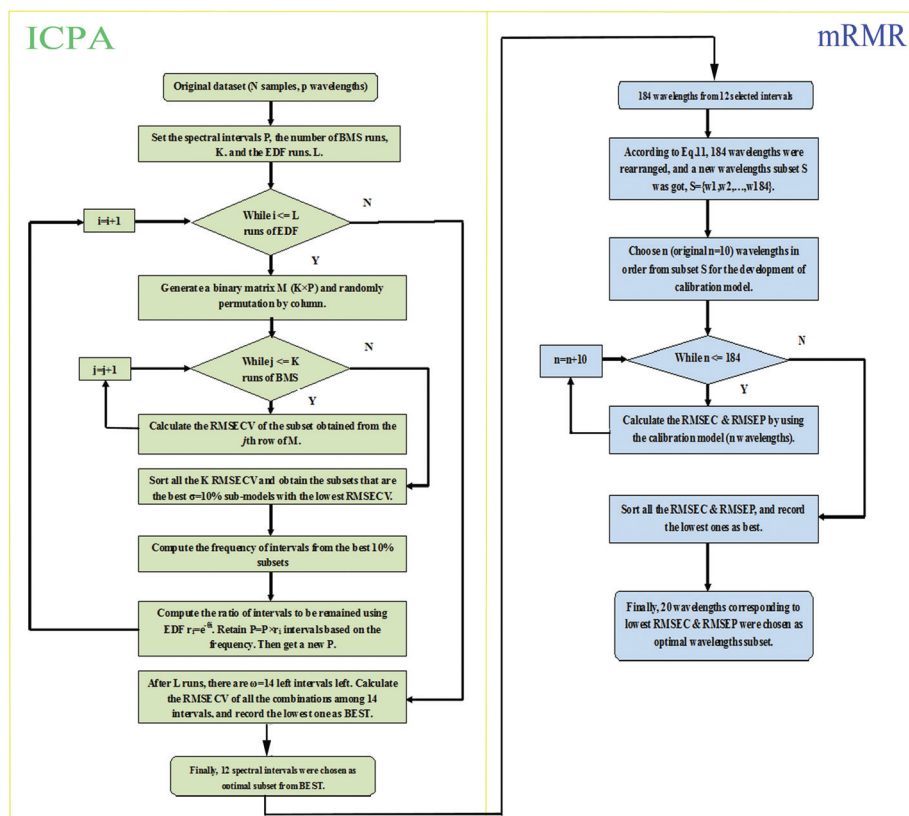 ICPA
Original dataset (N samples, p wavelengths)
Set the spectral intervals P, the number of BMS runs,
K. and the EDF runs. L.
i=i+1
While i <= L
runs of EDF
N
Y
Generate a binary matrix M (K×P) and randomly
permutation by column.
j=j+1
While j <= K
runs of BMS
N
Y
Calculate the RMSECV of the subset obtained from the
jth row of M.
Sort all the K RMSECV and obtain the subsets that are
the best σ=10% sub-models with the lowest RMSECV.
Compute the frequency of intervals from the best 10%
subsets
Compute the ratio of intervals to be remained using
EDF ri=e-θi. Retain P=P×ri intervals based on the
frequency. Then get a new P.
After L runs, there are ω=14 left intervals left. Calculate
the RMSECV of all the combinations among 14
intervals, and record the lowest one as BEST.
Finally, 12 spectral intervals were chosen as
optimal subset from BEST.
mRMR
184 wavelengths from 12 selected intervals
According to Eq.11, 184 wavelengths were
rearranged, and a new wavelengths subset S
was got, S={w1,w2,…,w184}.
Choose n (original n=10) wavelengths in
order from subset S for the development of
calibration model.
n=n+10
While n <= 184
N
Y
Calculate the RMSEC & RMSEP by using
the calibration model (n wavelengths).
Sort all the RMSEC & RMSEP, and record
the lowest ones as best.
Finally, 20 wavelengths corresponding to
lowest RMSEC & RMSEP were chosen as
optimal wavelengths subset.